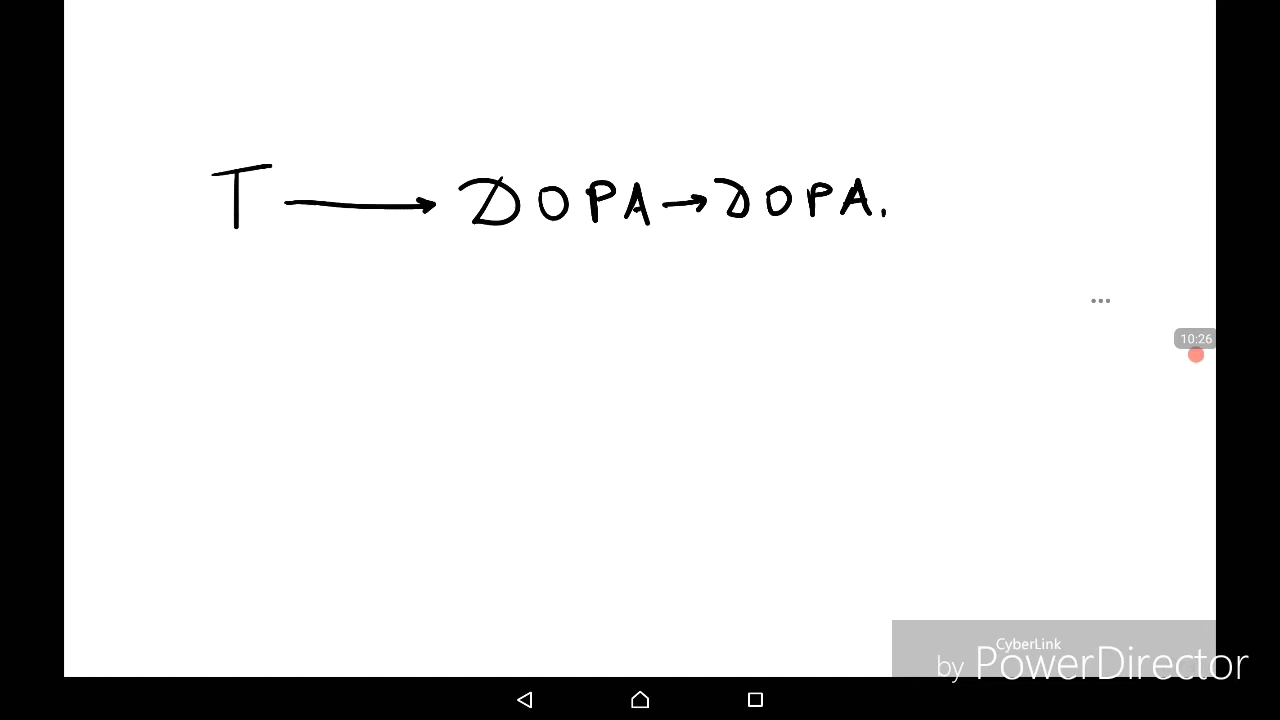 T → DOPA → DOPA.
10:26
CyberLink
by PowerDirector